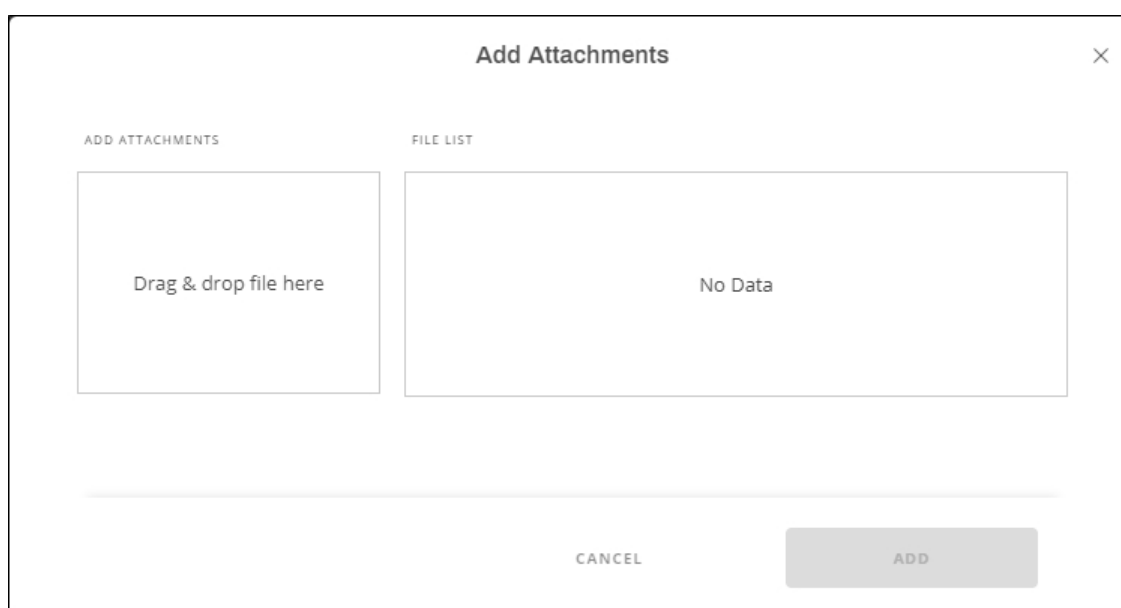 Add Attachments
ADD ATTACHMENTS
FILE LIST
Drag & drop file here
No Data
CANCEL
ADD